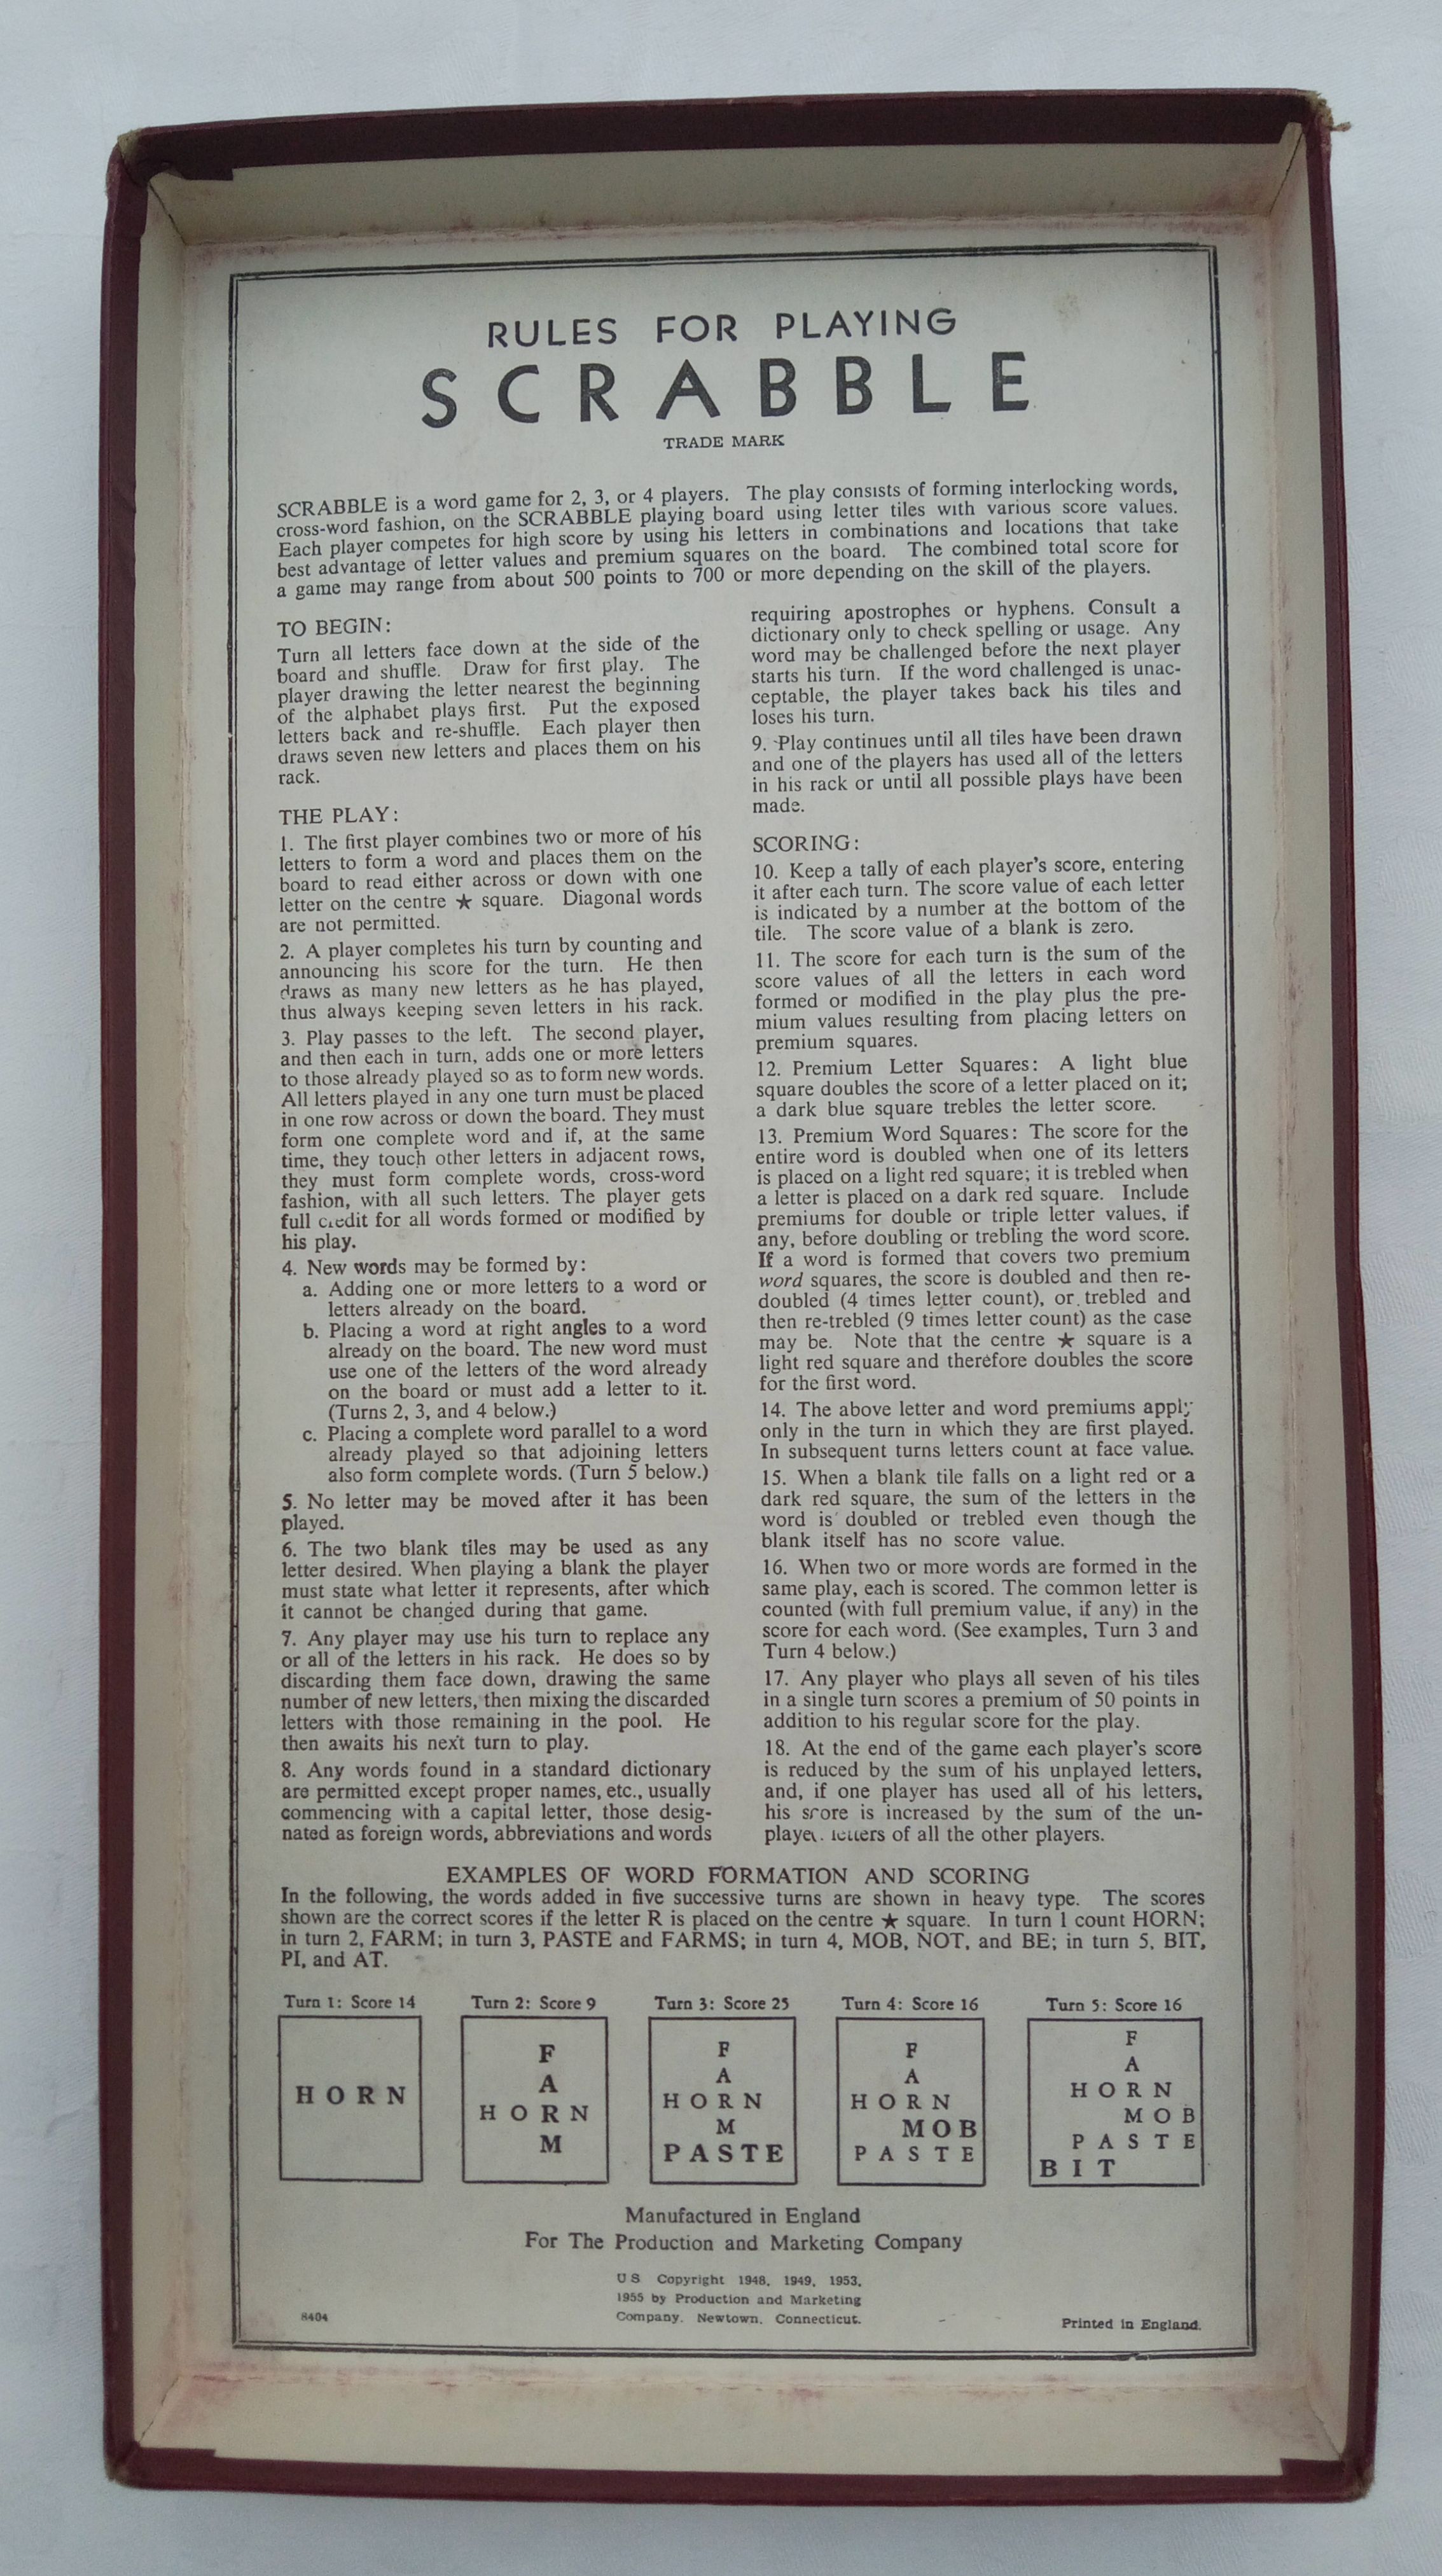 RULES FOR PLAYING
SCRABBLE
TRADE MARK
SCRABBLE is a word game for 2, 3, or 4 players. The play consists of forming interlocking words,
cross-word fashion, on the SCRABBLE playing board using letter tiles with various score values.
Each player competes for high score by using his letters in combinations and locations that take
best advantage of letter values and premium squares on the board. The combined total score for
a game may range from about 500 points to 700 or more depending on the skill of the players.
TO BEGIN:
Turn all letters face down at the side of the
board and shuffle. Draw for first play. The
player drawing the letter nearest the beginning
of the alphabet plays first. Put the exposed
letters back and re-shuffle. Each player then
draws seven new letters and places them on his
rack.
THE PLAY:
1. The first player combines two or more of his
letters to form a word and places them on the
board to read either across or down with one
letter on the centre ★ square. Diagonal words
are not permitted.
2. A player completes his turn by counting and
announcing his score for the turn. He then
draws as many new letters as he has played,
thus always keeping seven letters in his rack.
3. Play passes to the left. The second player,
and then each in turn, adds one or more letters
to those already played so as to form new words.
All letters played in any one turn must be placed
in one row across or down the board. They must
form one complete word and if, at the same
time, they touch other letters in adjacent rows,
they must form complete words, cross-word
fashion, with all such letters. The player gets
full credit for all words formed or modified by
his play.
4. New words may be formed by:
a. Adding one or more letters to a word or
letters already on the board.
b. Placing a word at right angles to a word
already on the board. The new word must
use one of the letters of the word already
on the board or must add a letter to it.
(Turns 2, 3, and 4 below.)
c. Placing a complete word parallel to a word
already played so that adjoining letters
also form complete words. (Turn 5 below.)
5. No letter may be moved after it has been
played.
6. The two blank tiles may be used as any
letter desired. When playing a blank the player
must state what letter it represents, after which
it cannot be changed during that game.
7. Any player may use his turn to replace any
or all of the letters in his rack. He does so by
discarding them face down, drawing the same
number of new letters, then mixing the discarded
letters with those remaining in the pool. He
then awaits his next turn to play.
8. Any words found in a standard dictionary
are permitted except proper names, etc., usually
commencing with a capital letter, those desig-
nated as foreign words, abbreviations and words
requiring apostrophes or hyphens. Consult a
dictionary only to check spelling or usage. Any
word may be challenged before the next player
starts his turn. If the word challenged is unac-
ceptable, the player takes back his tiles and
loses his turn.
9. Play continues until all tiles have been drawn
and one of the players has used all of the letters
in his rack or until all possible plays have been
made.
SCORING:
10. Keep a tally of each player's score, entering
it after each turn. The score value of each letter
is indicated by a number at the bottom of the
tile. The score value of a blank is zero.
11. The score for each turn is the sum of the
score values of all the letters in each word
formed or modified in the play plus the pre-
mium values resulting from placing letters on
premium squares.
12. Premium Letter Squares: A light blue
square doubles the score of a letter placed on it;
a dark blue square trebles the letter score.
13. Premium Word Squares: The score for the
entire word is doubled when one of its letters
is placed on a light red square; it is trebled when
a letter is placed on a dark red square. Include
premiums for double or triple letter values, if
any, before doubling or trebling the word score.
If a word is formed that covers two premium
word squares, the score is doubled and then re-
doubled (4 times letter count), or trebled and
then re-trebled (9 times letter count) as the case
may be. Note that the centre ★ square is a
light red square and therefore doubles the score
for the first word.
14. The above letter and word premiums apply
only in the turn in which they are first played.
In subsequent turns letters count at face value.
15. When a blank tile falls on a light red or a
dark red square, the sum of the letters in the
word is doubled or trebled even though the
blank itself has no score value.
16. When two or more words are formed in the
same play, each is scored. The common letter is
counted (with full premium value, if any) in the
score for each word. (See examples, Turn 3 and
Turn 4 below.)
17. Any player who plays all seven of his tiles
in a single turn scores a premium of 50 points in
addition to his regular score for the play.
18. At the end of the game each player's score
is reduced by the sum of his unplayed letters,
and, if one player has used all of his letters,
his score is increased by the sum of the un-
played letters of all the other players.
EXAMPLES OF WORD FORMATION AND SCORING
In the following, the words added in five successive turns are shown in heavy type. The scores
shown are the correct scores if the letter R is placed on the centre ★ square. In turn 1 count HORN;
in turn 2, FARM; in turn 3, PASTE and FARMS; in turn 4, MOB, NOT, and BE; in turn 5, BIT,
PI, and AT.
Turn 1: Score 14
HORN
Turn 2: Score 9
F
A
HORN
M
Turn 3: Score 25
F
A
HORN
M
PASTE
Turn 4: Score 16
F
A
HORN
MOB
PASTE
Turn 5: Score 16
F
A
HORN
MOB
PASTE
BIT
Manufactured in England
For The Production and Marketing Company
U S Copyright 1948, 1949, 1953,
1955 by Production and Marketing
Company, Newtown, Connecticut.
8404
Printed in England.